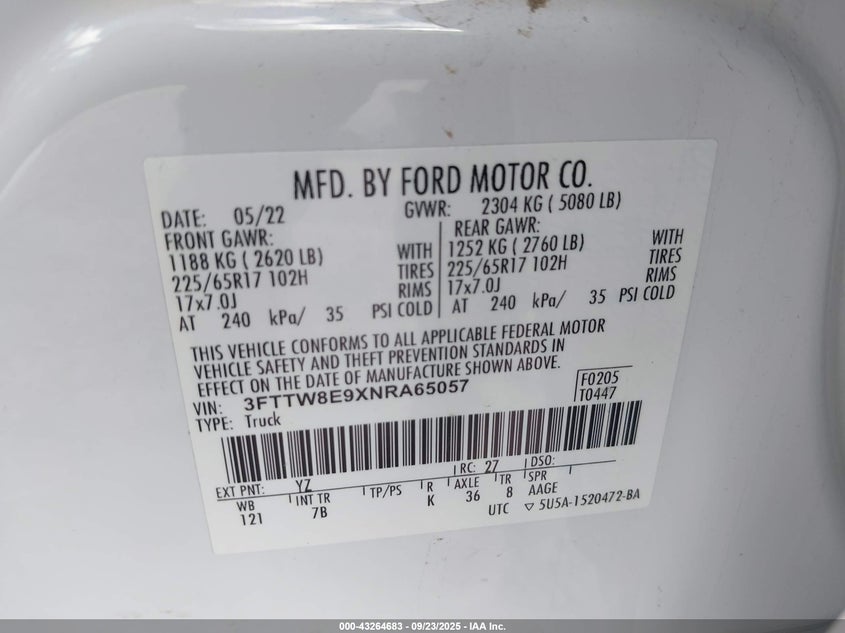 MFD. BY FORD MOTOR CO.
DATE: 05/22 GVWR: 2304 KG ( 5080 LB)
FRONT GAWR: REAR GAWR:
1188 KG ( 2620 LB) WITH 1252 KG ( 2760 LB) WITH
225/65R17 102H TIRES 225/65R17 102H TIRES
17x7.0J RIMS 17x7.0J RIMS
AT 240 kPa/ 35 PSI COLD AT 240 kPa/ 35 PSI COLD
THIS VEHICLE CONFORMS TO ALL APPLICABLE FEDERAL MOTOR
VEHICLE SAFETY AND THEFT PREVENTION STANDARDS IN
EFFECT ON THE DATE OF MANUFACTURE SHOWN ABOVE.
VIN: 3FTTW8E9XNRA65057 F0205
TYPE: Truck T0447
EXT PNT: YZ RC: 27 DSO:
WB INT TR TP/PS R AXLE TR SPR
121 7B K 36 8 AAGE
UTC ▽ 5U5A-1520472-BA
000-43264683 - 09/23/2025 - IAA Inc.